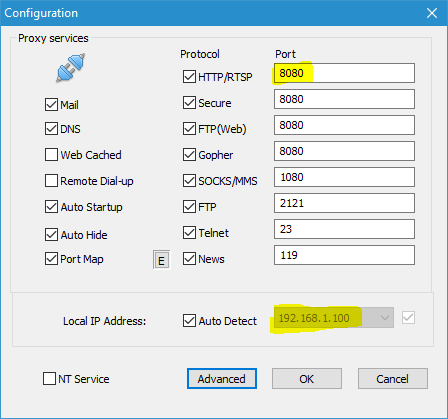 Configuration
Proxy services
Protocol Port
HTTP/RTSP 8080
Mail Secure 8080
DNS FTP(Web) 8080
Web Cached Gopher 8080
Remote Dial-up SOCKS/MMS 1080
Auto Startup FTP 2121
Auto Hide Telnet 23
Port Map E News 119
Local IP Address: Auto Detect 192.168.1.100
NT Service Advanced OK Cancel